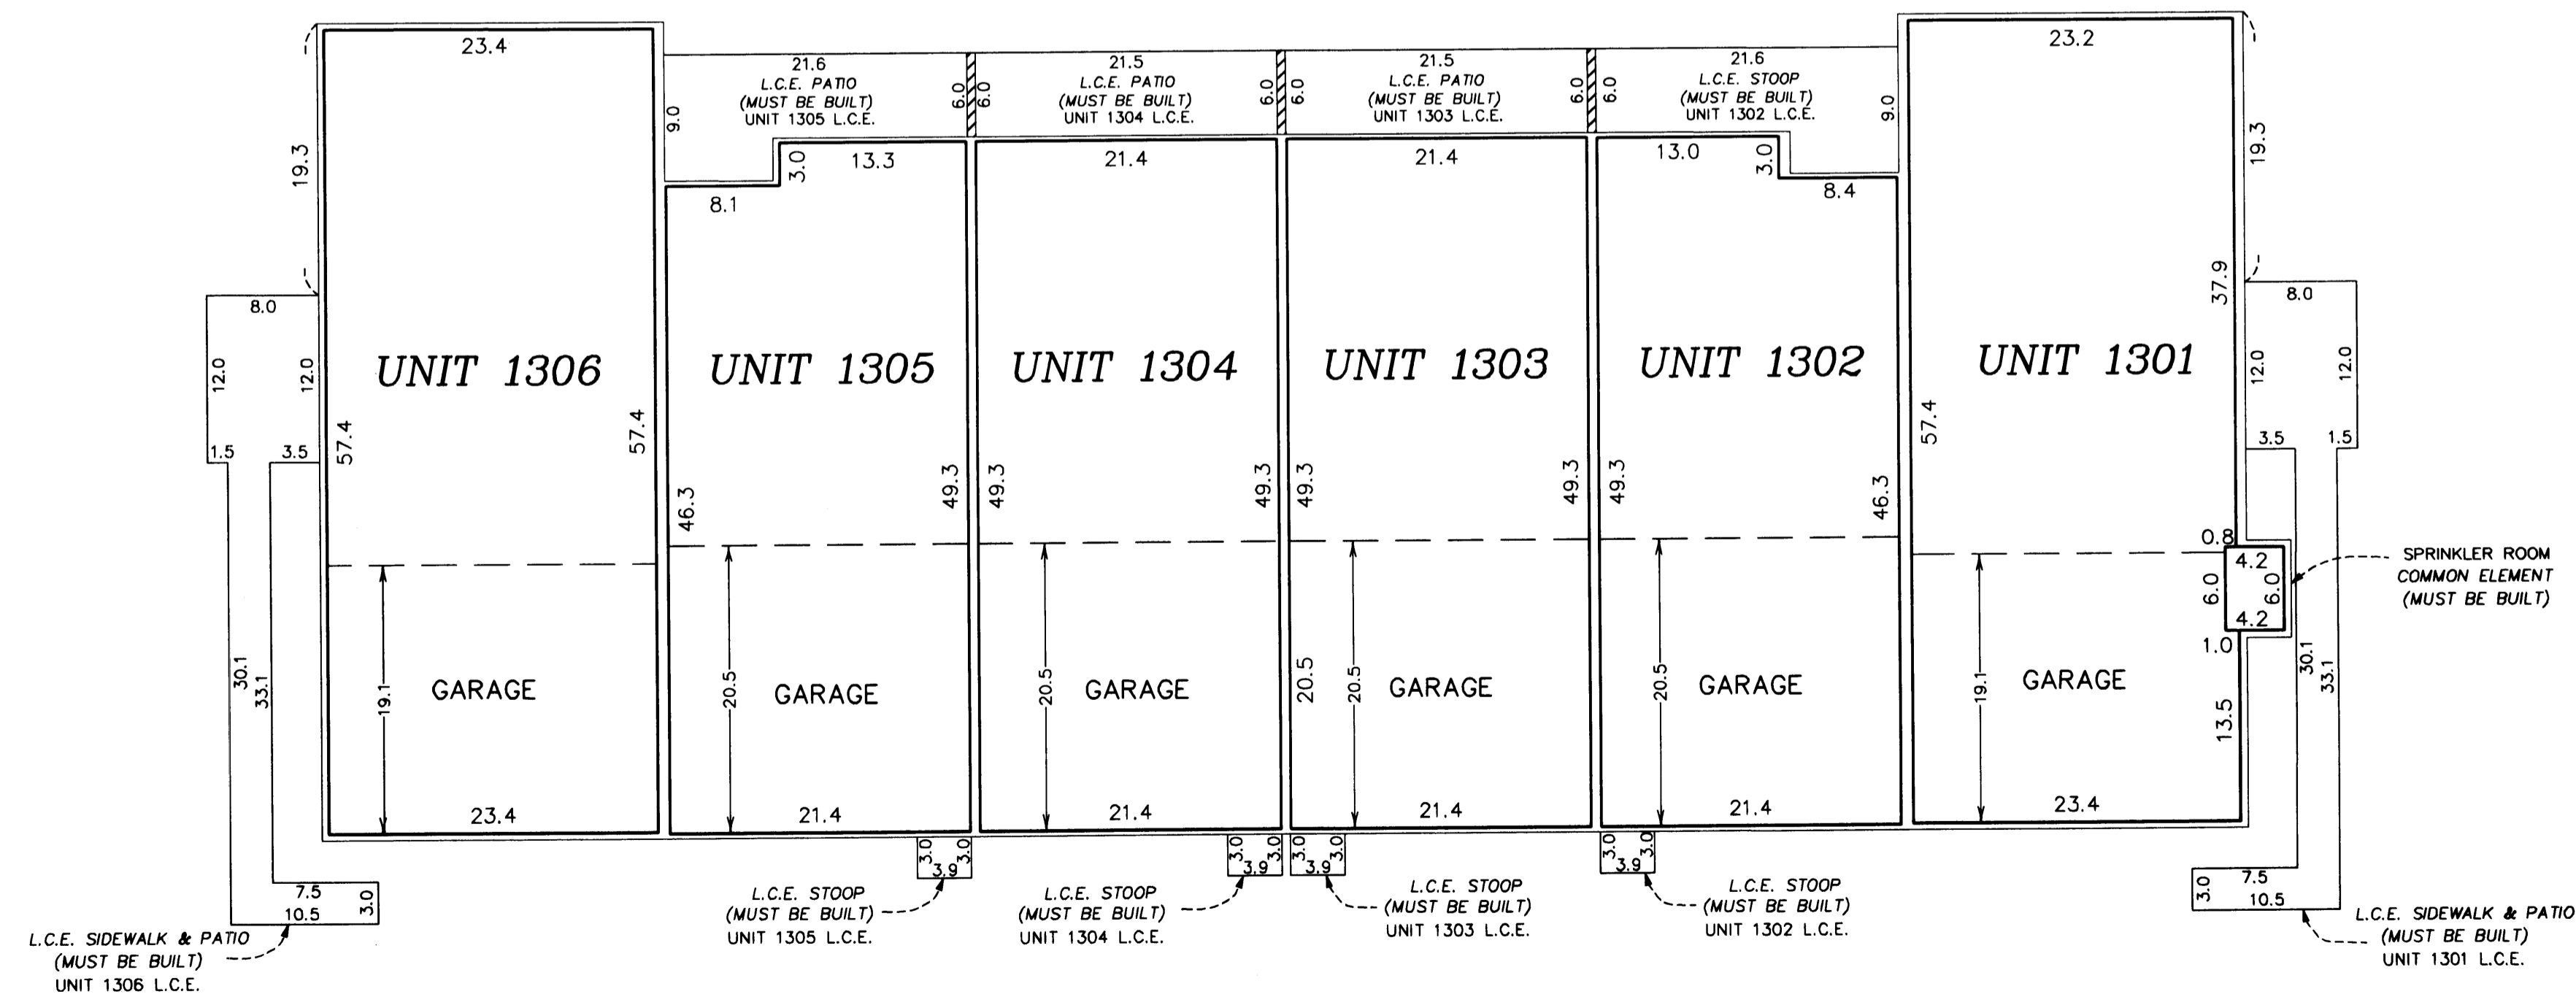 23.4
23.2
21.6
L.C.E. PATIO
(MUST BE BUILT)
UNIT 1305 L.C.E.
6.0
6.0
21.5
L.C.E. PATIO
(MUST BE BUILT)
UNIT 1304 L.C.E.
6.0
6.0
21.5
L.C.E. PATIO
(MUST BE BUILT)
UNIT 1303 L.C.E.
6.0
6.0
21.6
L.C.E. STOOP
(MUST BE BUILT)
UNIT 1302 L.C.E.
9.0
9.0
19.3
19.3
3.0
13.3
21.4
21.4
13.0
3.0
8.1
8.4
8.0
37.9
8.0
12.0
12.0
UNIT 1306
UNIT 1305
UNIT 1304
UNIT 1303
UNIT 1302
UNIT 1301
12.0
12.0
1.5
3.5
57.4
57.4
57.4
3.5
1.5
46.3
49.3
49.3
49.3
49.3
49.3
49.3
46.3
0.8
4.2
6.0
6.0
4.2
1.0
SPRINKLER ROOM
COMMON ELEMENT
(MUST BE BUILT)
30.1
33.1
19.1
GARAGE
20.5
GARAGE
20.5
GARAGE
20.5
20.5
GARAGE
20.5
GARAGE
19.1
GARAGE
13.5
30.1
33.1
23.4
21.4
21.4
21.4
21.4
23.4
3.0
3.9
3.0
3.0
3.9
3.0
3.0
3.9
3.0
3.0
3.9
3.0
7.5
10.5
3.0
3.0
7.5
10.5
L.C.E. SIDEWALK & PATIO
(MUST BE BUILT)
UNIT 1306 L.C.E.
L.C.E. STOOP
(MUST BE BUILT)
UNIT 1305 L.C.E.
L.C.E. STOOP
(MUST BE BUILT)
UNIT 1304 L.C.E.
L.C.E. STOOP
(MUST BE BUILT)
UNIT 1303 L.C.E.
L.C.E. STOOP
(MUST BE BUILT)
UNIT 1302 L.C.E.
L.C.E. SIDEWALK & PATIO
(MUST BE BUILT)
UNIT 1301 L.C.E.